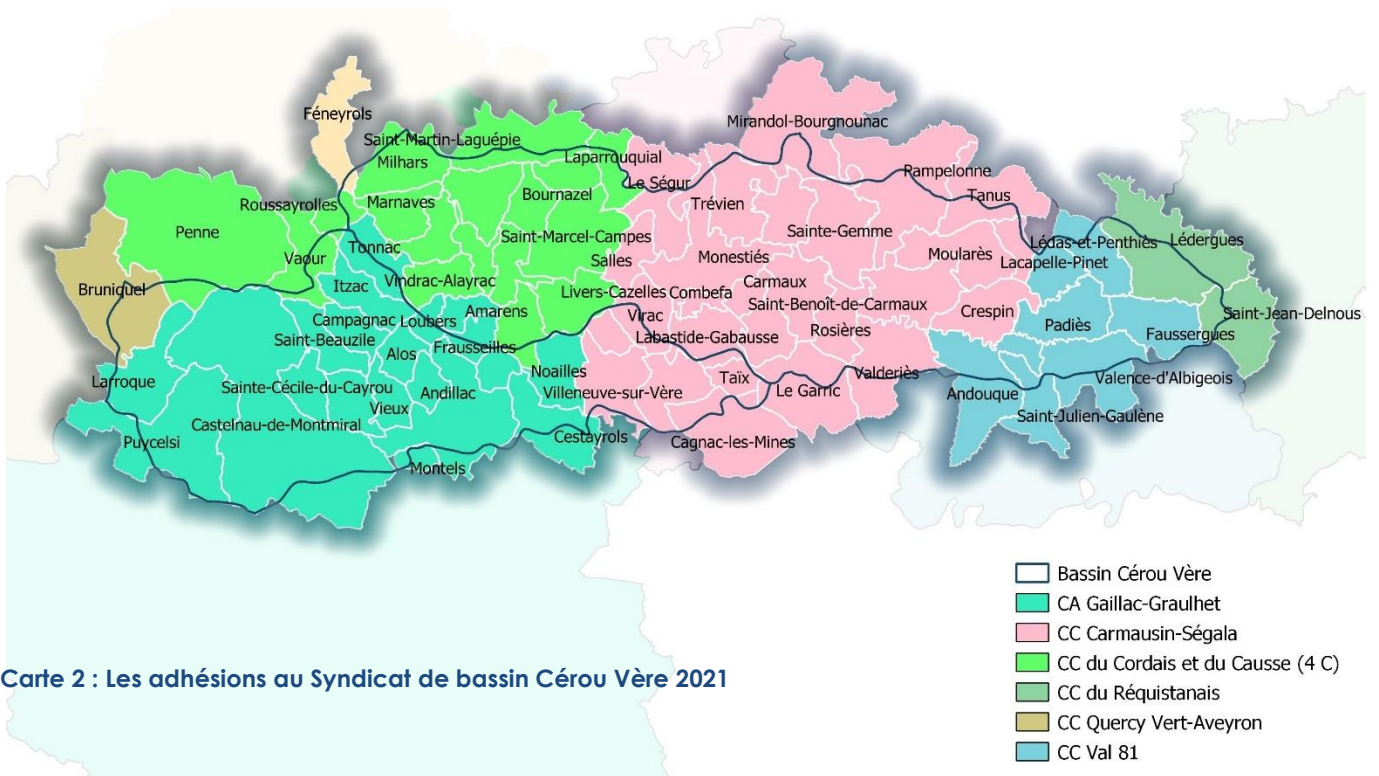 Féneyrols
Mirandol-Bourgnounac
Saint-Martin-Laguépie
Milhars
Laparrouquial
Le Ségur
Pampelonne
Tanus
Bournazel
Trévien
Marnaves
Roussayrolles
Penne
Saint-Marcel-Campes
Sainte-Gemme
Lédas-et-Penthiès
Lédergues
Tonnac
Vaour
Salles
Monestiés
Moularès
Lacapelle-Pinet
Vindrac-Alayrac
Itzac
Bruniquel
Livers-Cazelles
Combefa
Carmaux
Saint-Benoît-de-Carmaux
Crespin
Saint-Jean-Delnous
Amarens
Campagnac
Loubers
Virac
Rosières
Padiès
Faussergues
Saint-Beauzile
Labastide-Gabausse
Alos
Frausseilles
Noailles
Larroque
Sainte-Cécile-du-Cayrou
Andillac
Villeneuve-sur-Vère
Taïx
Le Garric
Valderiès
Andouque
Valence-d'Albigeois
Vieux
Saint-Julien-Gaulène
Castelnau-de-Montmiral
Puycelsi
Cestayrols
Cagnac-les-Mines
Montels
Bassin Cérou Vère
CA Gaillac-Graulhet
CC Carmausin-Ségala
CC du Cordais et du Causse (4 C)
CC du Réquistanais
CC Quercy Vert-Aveyron
CC Val 81
Carte 2 : Les adhésions au Syndicat de bassin Cérou Vère 2021